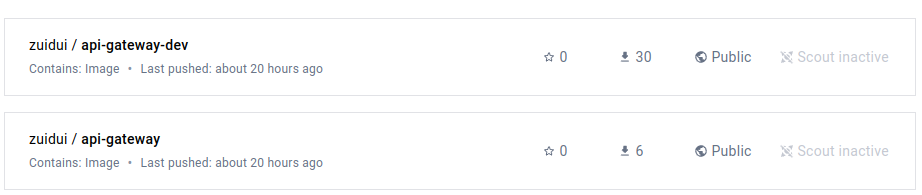 zuidui / api-gateway-dev
Contains: Image • Last pushed: about 20 hours ago
0 30 Public Scout inactive
zuidui / api-gateway
Contains: Image • Last pushed: about 20 hours ago
0 6 Public Scout inactive